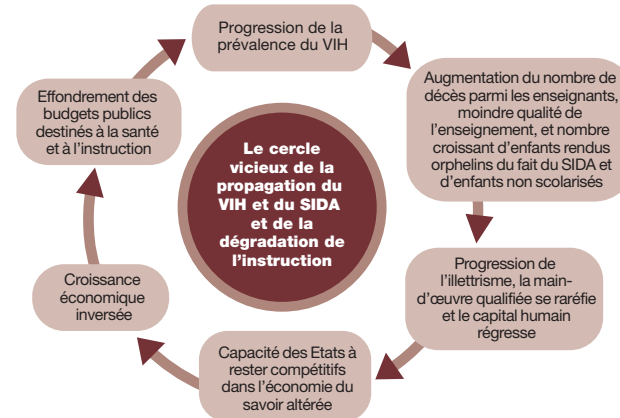 Progression de la
prévalence du VIH
Augmentation du nombre de
décès parmi les enseignants,
moindre qualité de
l'enseignement, et nombre
croissant d'enfants rendus
orphelins du fait du SIDA et
d'enfants non scolarisés
Progression de
l'illettrisme, la main-
d'œuvre qualifiée se raréfie
et le capital humain
régresse
Capacité des Etats à
rester compétitifs
dans l'économie du
savoir altérée
Croissance
économique
inversée
Effondrement des
budgets publics
destinés à la santé
et à l'instruction
Le cercle
vicieux de la
propagation du
VIH et du SIDA
et de la
dégradation de
l'instruction